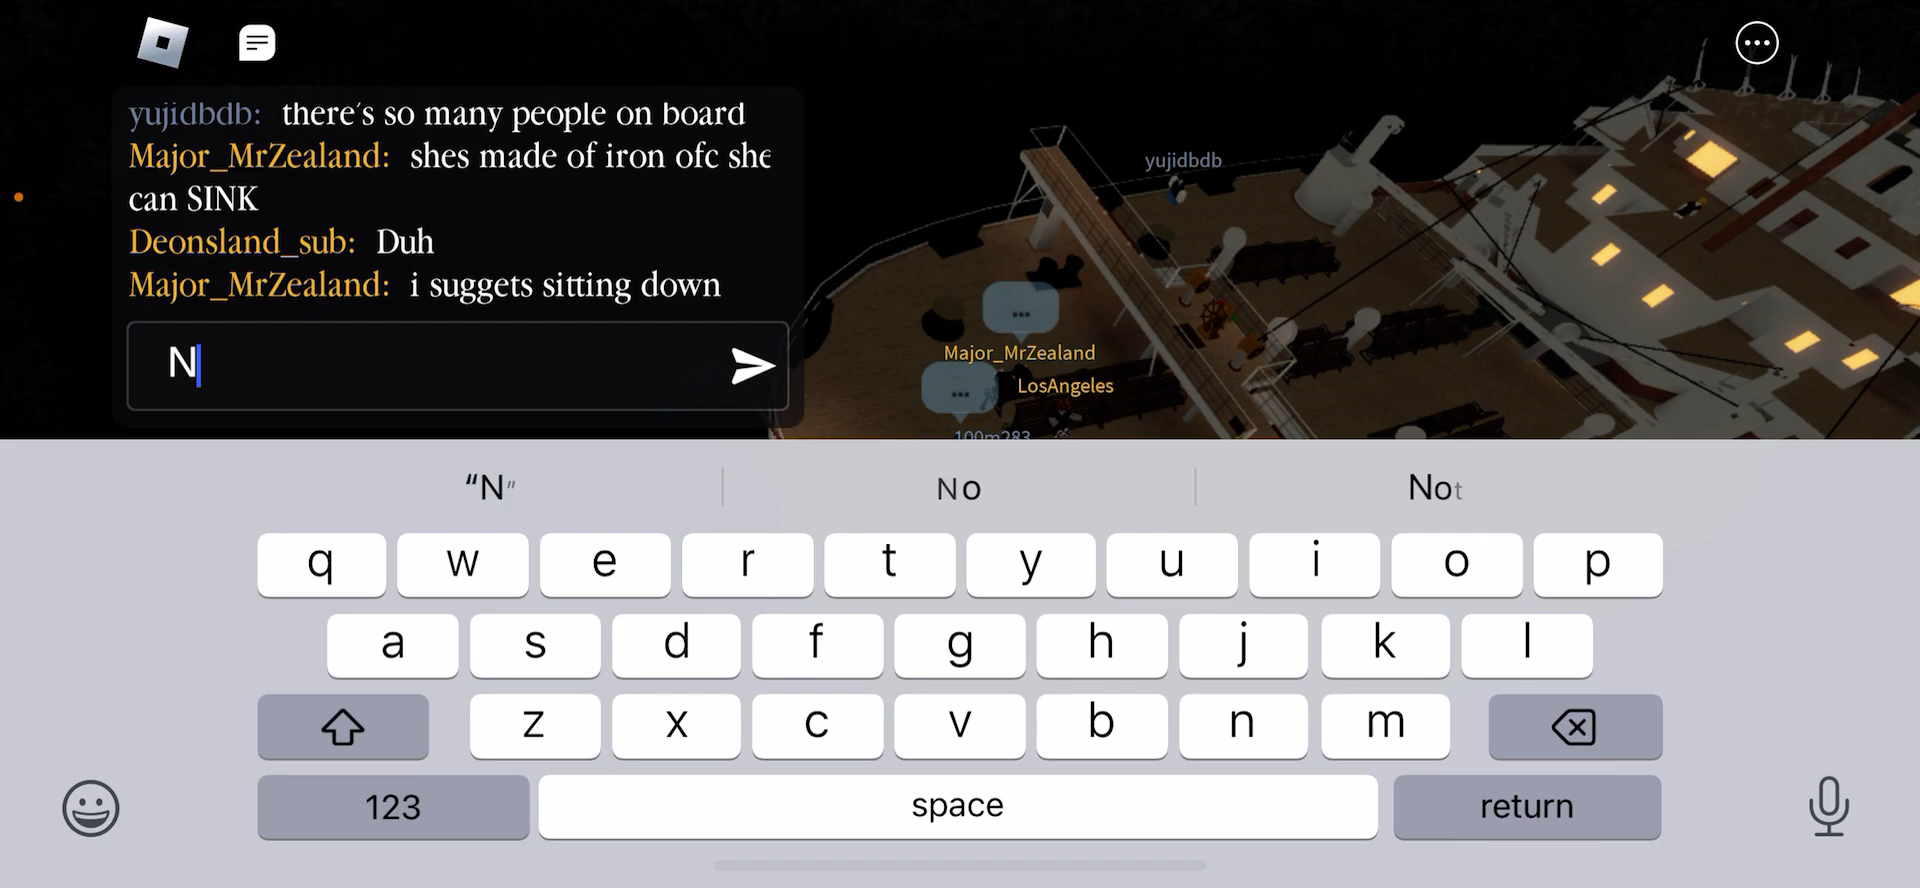 yujidbdb: there's so many people on board
Major_MrZealand: shes made of iron ofc she
can SINK
Deonsland_sub: Duh
Major_MrZealand: i suggets sitting down
N
yujidbdb
...
Major_MrZealand
LosAngeles
...
100m283
“N”
No
Not
q w e r t y u i o p
a s d f g h j k l
z x c v b n m
123 space return